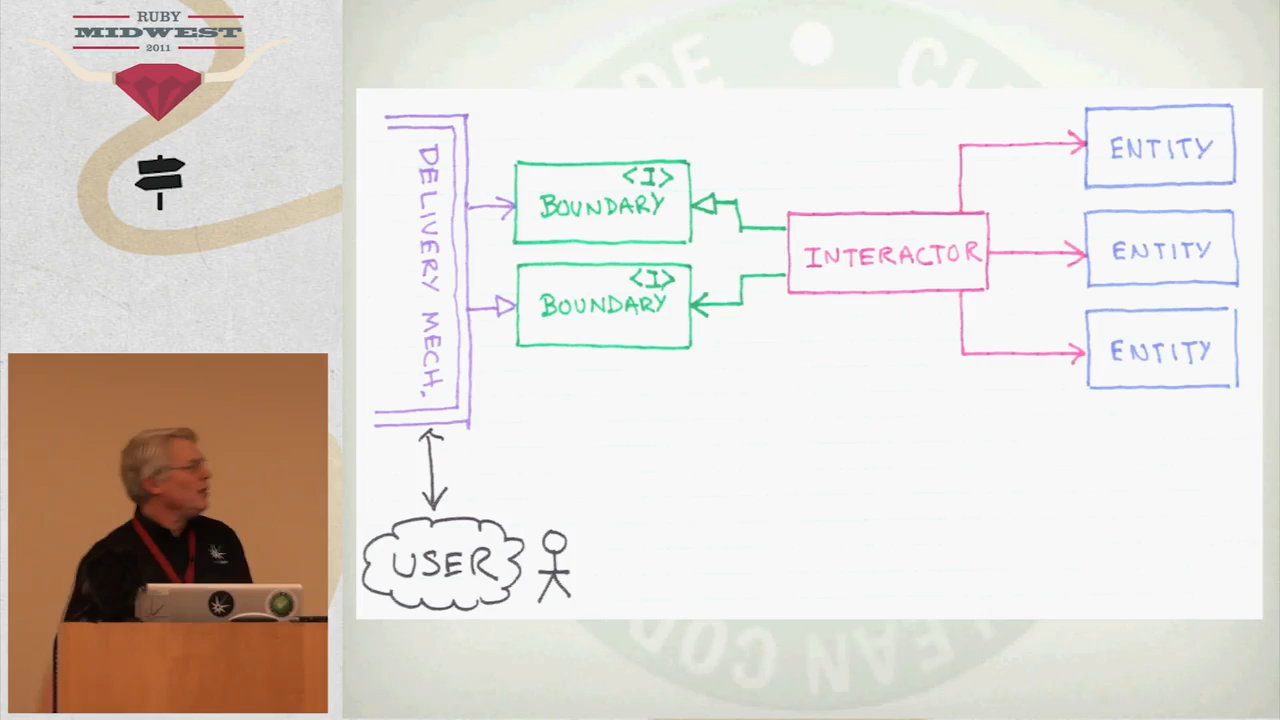 RUBY
MIDWEST
2011
DELIVERY MECH.
<I>
BOUNDARY
<I>
BOUNDARY
INTERACTOR
ENTITY
ENTITY
ENTITY
USER